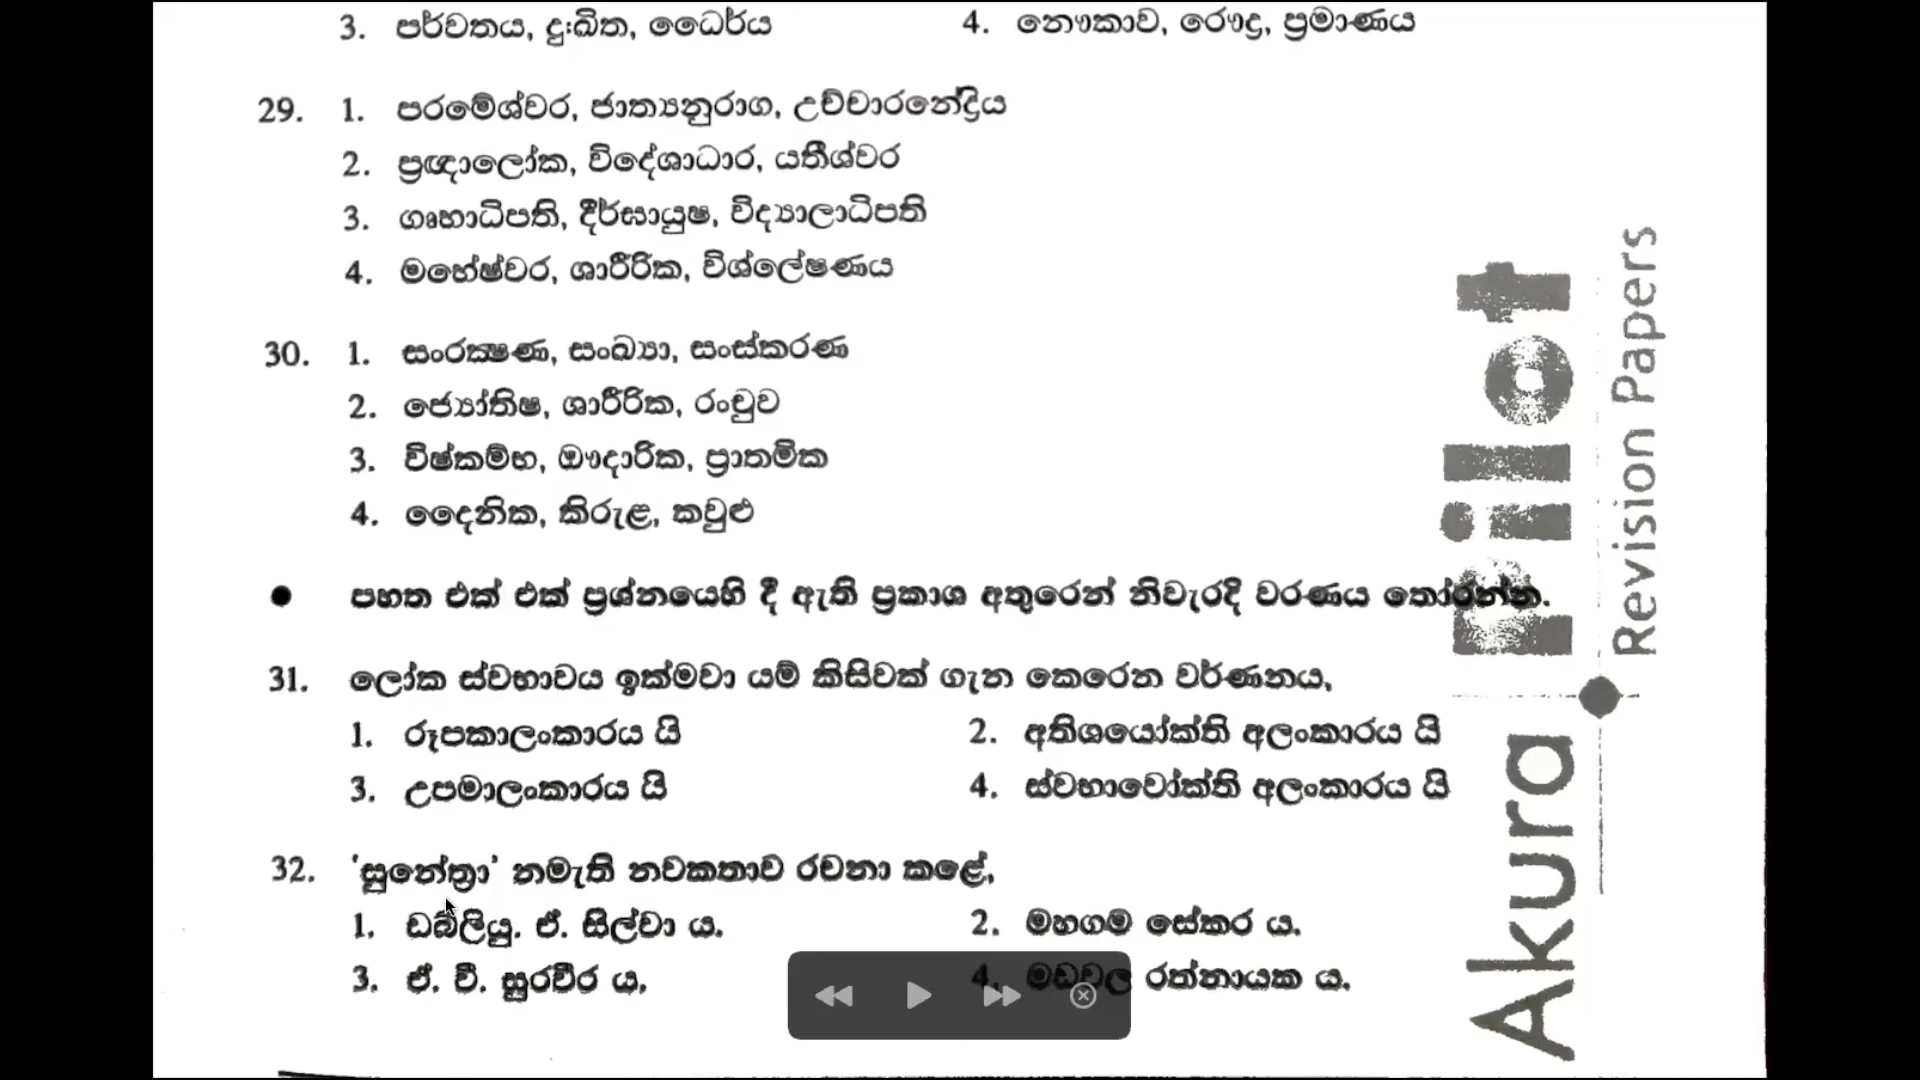 3. පර්වතය, දුඃඛිත, ධෛර්ය 4. නෞකාව, රෞද්‍ර, ප්‍රමාණය
29. 1. පරමේශ්වර, ජාත්‍යනුරාග, උච්චාරනේද්‍රිය
2. ප්‍රඥාලෝක, විදේශාධාර, යතීශ්වර
3. ගෘහාධිපති, දීර්ඝායුෂ, විද්‍යාලාධිපති
4. මහේෂ්වර, ශාරීරික, විශ්ලේෂණය
30. 1. සංරක්‍ෂණ, සංඛ්‍යා, සංස්කරණ
2. ජ්‍යෝතිෂ, ශාරීරික, රංචුව
3. විෂ්කම්භ, ඖදාරික, ප්‍රාතමික
4. දෛනික, කිරුළ, කවුළු
● පහත එක් එක් ප්‍රශ්නයෙහි දී ඇති ප්‍රකාශ අතුරෙන් නිවැරදි වරණය තෝරන්න.
31. ලෝක ස්වභාවය ඉක්මවා යම් කිසිවක් ගැන කෙරෙන වර්ණනය,
1. රූපකාලංකාරය යි 2. අතිශයෝක්ති අලංකාරය යි
3. උපමාලංකාරය යි 4. ස්වභාවෝක්ති අලංකාරය යි
32. 'සුනේත්‍රා' නමැති නවකතාව රචනා කළේ,
1. ඩබ්ලියු. ඒ. සිල්වා ය. 2. මහගම සේකර ය.
3. ඒ. වී. සුරවීර ය. 4. මඩවල රත්නායක ය.
Akura Pilot
Revision Papers